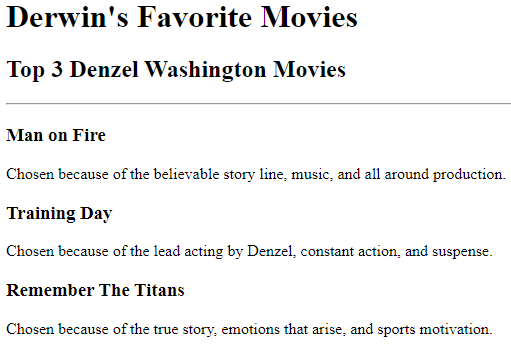 Derwin's Favorite Movies
Top 3 Denzel Washington Movies
Man on Fire
Chosen because of the believable story line, music, and all around production.
Training Day
Chosen because of the lead acting by Denzel, constant action, and suspense.
Remember The Titans
Chosen because of the true story, emotions that arise, and sports motivation.